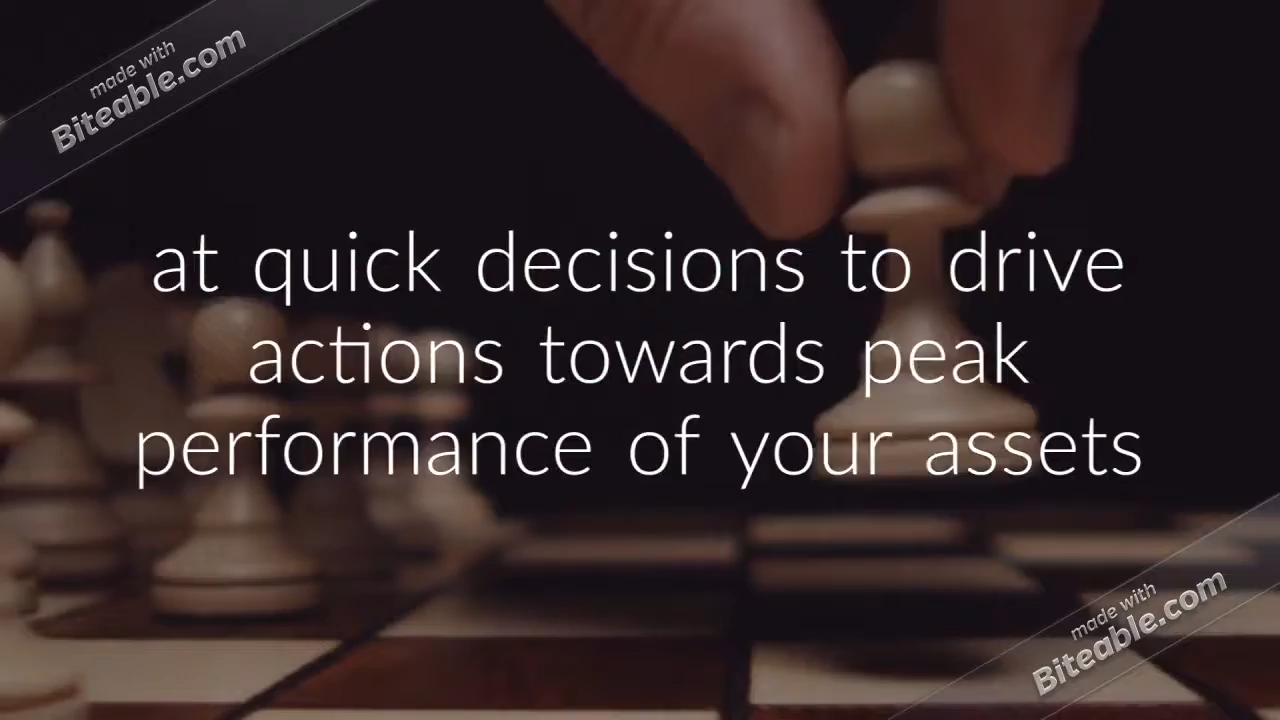 made with
Biteable.com
at quick decisions to drive
actions towards peak
performance of your assets
made with
Biteable.com